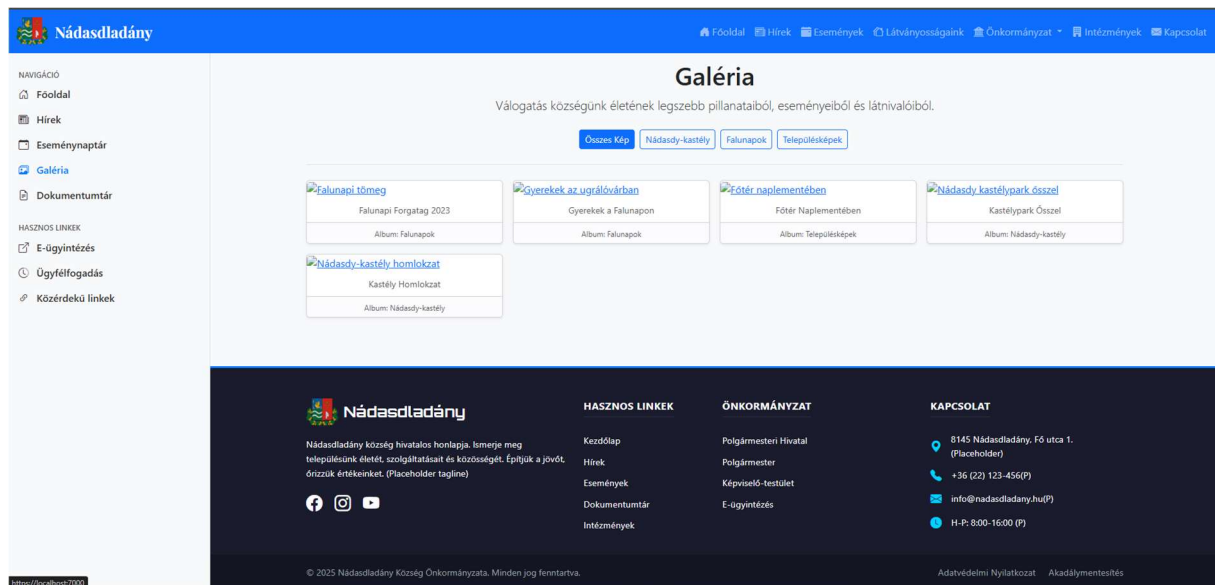 Nádasdladány
Főoldal Hírek Események Látványosságaink Önkormányzat Intézmények Kapcsolat
NAVIGÁCIÓ
Főoldal
Hírek
Eseménynaptár
Galéria
Dokumentumtár
HASZNOS LINKEK
E-ügyintézés
Ügyfélfogadás
Közérdekű linkek
Galéria
Válogatás községünk életének legszebb pillanataiból, eseményeiből és látnivalóiból.
Összes Kép Nádasdy-kastély Falunapok Településképek
Falunapi tömeg
Falunapi Forgatag 2023
Album: Falunapok
Gyerekek az ugrálóvárban
Gyerekek a Falunapon
Album: Falunapok
Főtér naplementében
Főtér Naplementében
Album: Településképek
Nádasdy kastélypark ősszel
Kastélypark Ősszel
Album: Nádasdy-kastély
Nádasdy-kastély homlokzat
Kastély Homlokzat
Album: Nádasdy-kastély
Nádasdladány
Nádasdladány község hivatalos honlapja. Ismerje meg
településünk életét, szolgáltatásait és közösségét. Építjük a jövőt,
őrizzük értékeinket. (Placeholder tagline)
HASZNOS LINKEK
Kezdőlap
Hírek
Események
Dokumentumtár
Intézmények
ÖNKORMÁNYZAT
Polgármesteri Hivatal
Polgármester
Képviselő-testület
E-ügyintézés
KAPCSOLAT
8145 Nádasdladány, Fő utca 1.
(Placeholder)
+36 (22) 123-456(P)
info@nadasdladany.hu(P)
H-P: 8:00-16:00 (P)
© 2025 Nádasdladány Község Önkormányzata. Minden jog fenntartva.
Adatvédelmi Nyilatkozat Akadálymentesítés
https://localhost:7000